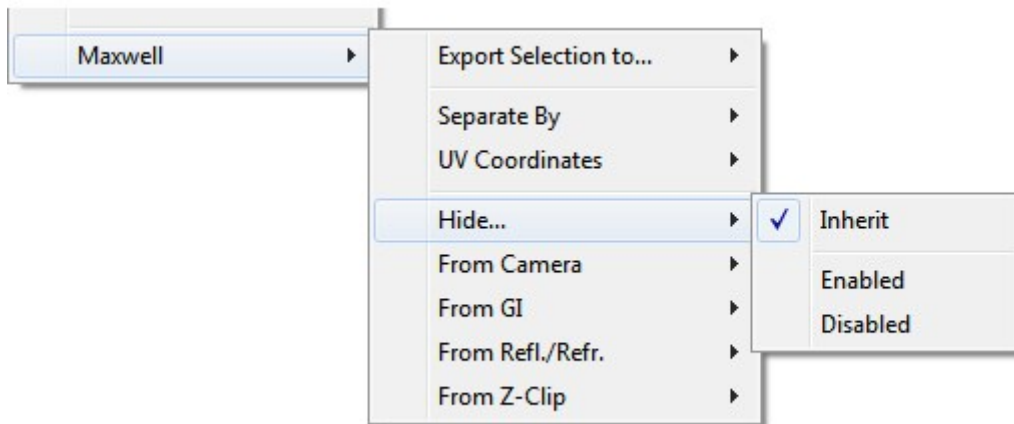 Maxwell
Export Selection to...
Separate By
UV Coordinates
Hide...
Inherit
From Camera
Enabled
From GI
Disabled
From Refl./Refr.
From Z-Clip